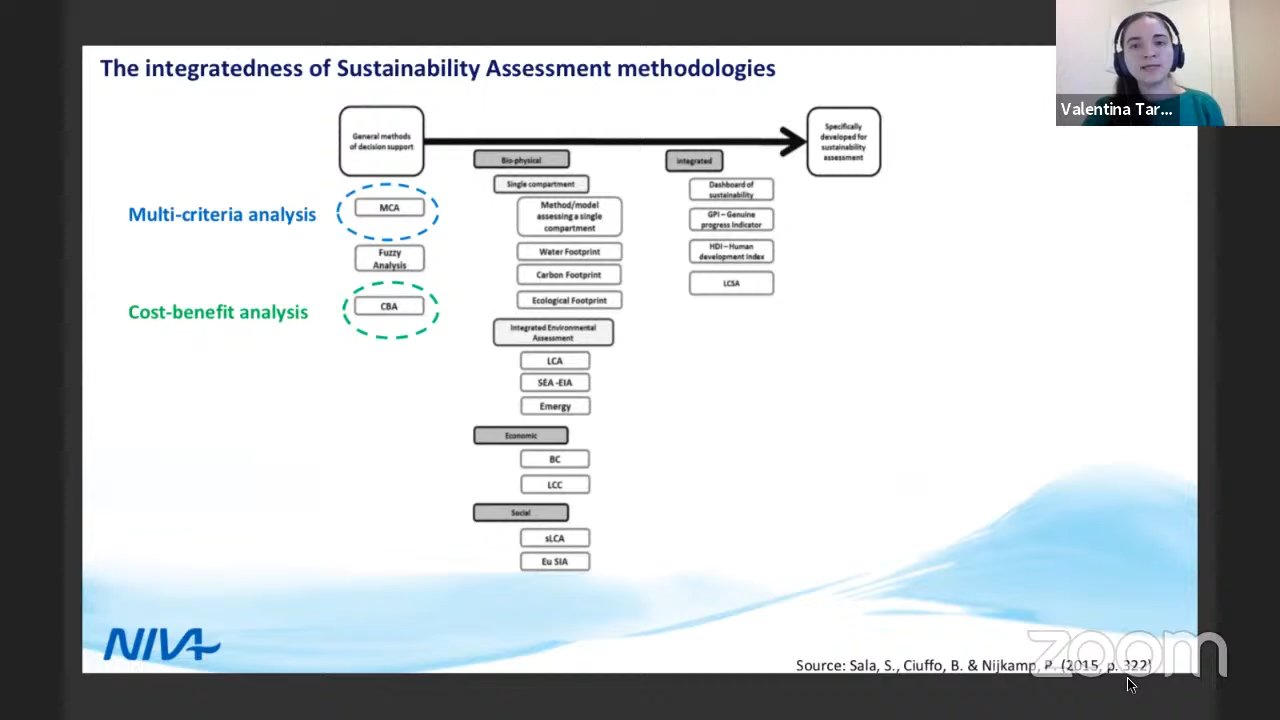 The integratedness of Sustainability Assessment methodologies
Valentina Tar...
General methods
of decision support
Specifically
developed for
sustainability
assessment
Multi-criteria analysis
MCA
Fuzzy
Analysis
Cost-benefit analysis
CBA
Bio-physical
Single compartment
Method/model
assessing a single
compartment
Water Footprint
Carbon Footprint
Ecological Footprint
Integrated Environmental
Assessment
LCA
SEA -EIA
Emergy
Economic
BC
LCC
Social
sLCA
Eu SIA
Integrated
Dashboard of
sustainability
GPI – Genuine
progress Indicator
HDI – Human
development Index
LCSA
NIVA
zoom
Source: Sala, S., Ciuffo, B. & Nijkamp, P. (2015, p. 322)